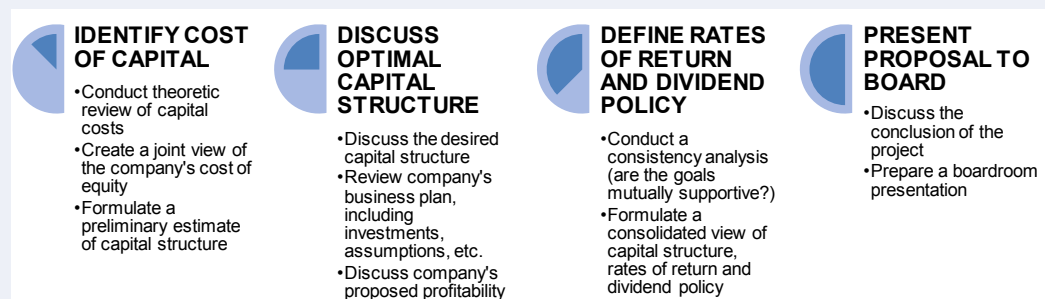 IDENTIFY COST
OF CAPITAL
•Conduct theoretic
review of capital
costs
•Create a joint view of
the company's cost of
equity
•Formulate a
preliminary estimate
of capital structure
DISCUSS
OPTIMAL
CAPITAL
STRUCTURE
•Discuss the desired
capital structure
•Review company's
business plan,
including
investments,
assumptions, etc.
•Discuss company's
proposed profitability
DEFINE RATES
OF RETURN
AND DIVIDEND
POLICY
•Conduct a
consistency analysis
(are the goals
mutually supportive?)
•Formulate a
consolidated view of
capital structure,
rates of return and
dividend policy
PRESENT
PROPOSAL TO
BOARD
•Discuss the
conclusion of the
project
•Prepare a boardroom
presentation